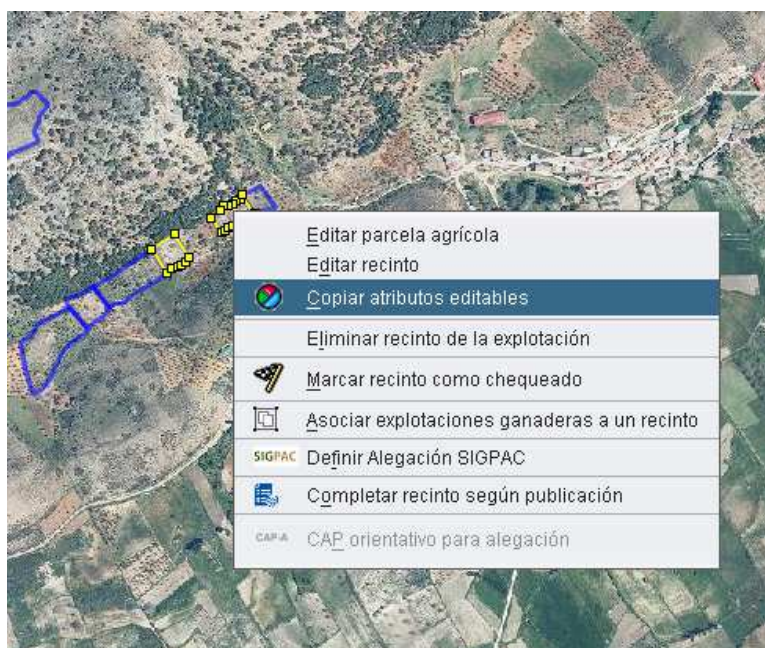 Editar parcela agrícola
Editar recinto
Copiar atributos editables
Eliminar recinto de la explotación
Marcar recinto como chequeado
Asociar explotaciones ganaderas a un recinto
SIGPAC Definir Alegación SIGPAC
Completar recinto según publicación
CAP-A CAP orientativo para alegación